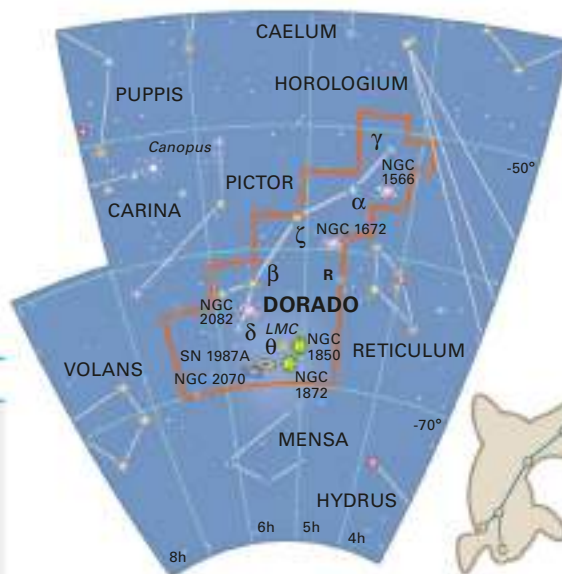 CAELUM
HOROLOGIUM
PUPPIS
γ
Canopus
NGC
1566
-50°
PICTOR
α
CARINA
ζ
NGC 1672
β
R
NGC
2082
DORADO
δ
LMC
θ
NGC
1850
SN 1987A
RETICULUM
VOLANS
NGC 2070
NGC
1872
-70°
MENSA
HYDRUS
6h
5h
4h
8h